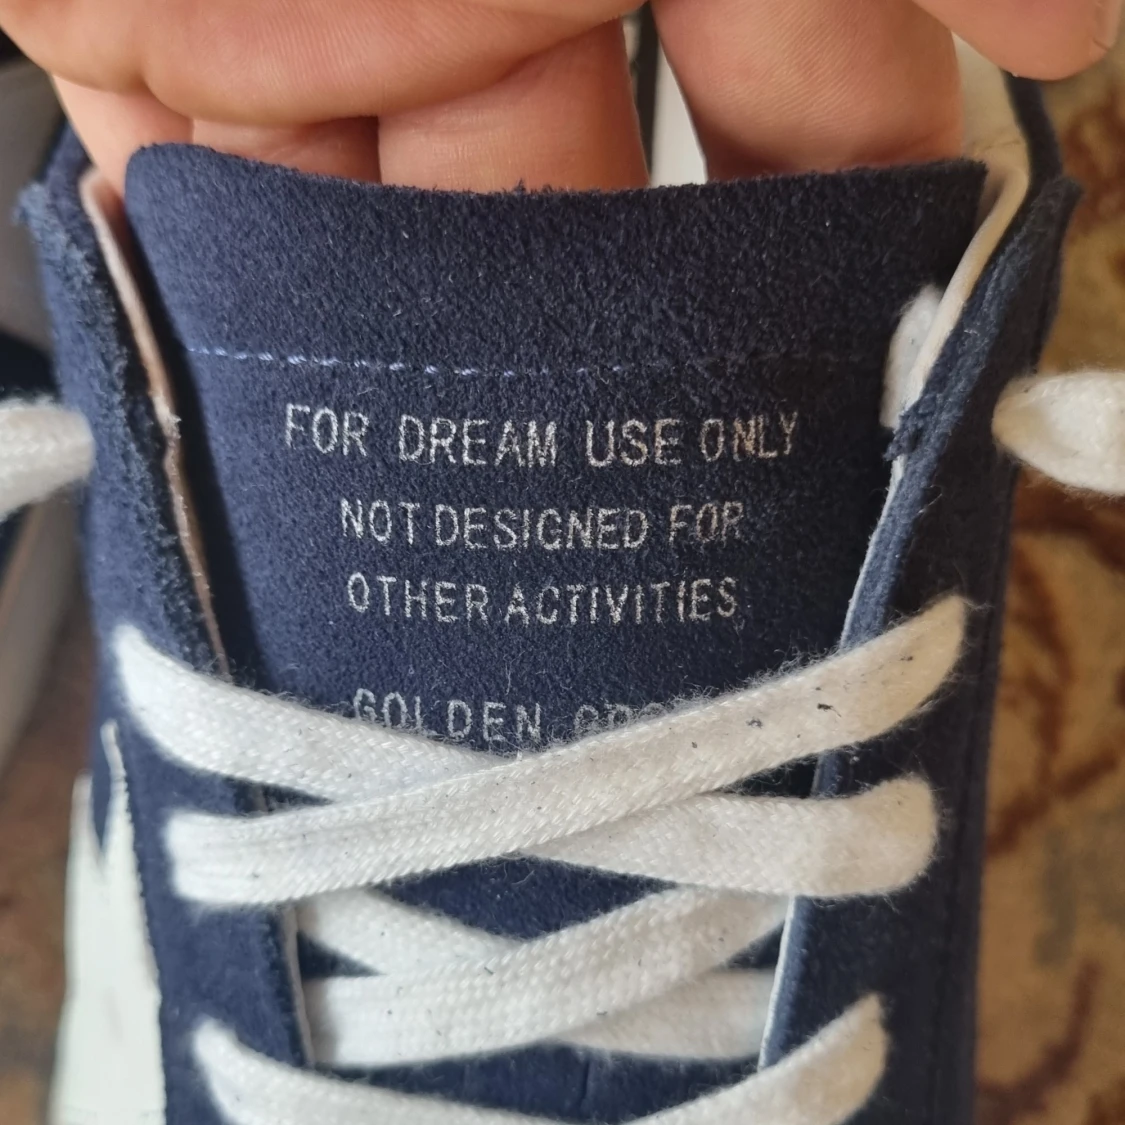 FOR DREAM USE ONLY
NOT DESIGNED FOR
OTHER ACTIVITIES
GOLDEN